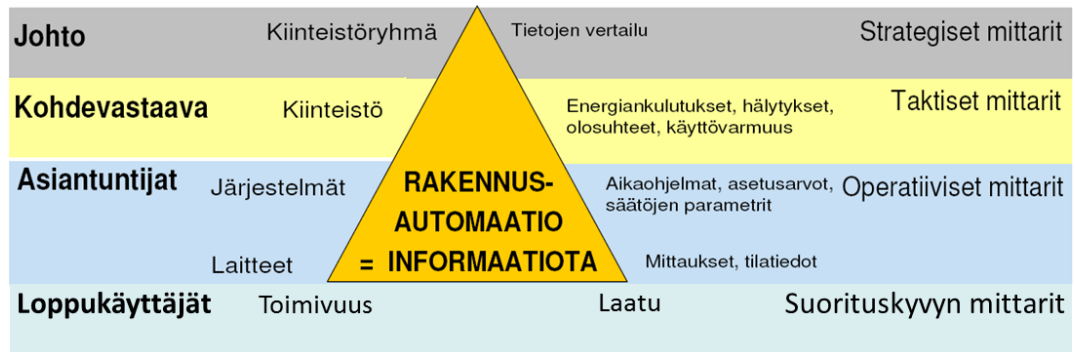 Johto Kiinteistöryhmä Tietojen vertailu Strategiset mittarit
Kohdevastaava Kiinteistö Energiankulutukset, hälytykset, Taktiset mittarit
olosuhteet, käyttövarmuus
Asiantuntijat Järjestelmät RAKENNUS- Aikaohjelmat, asetusarvot, Operatiiviset mittarit
säätöjen parametrit
AUTOMAATIO
Laitteet = INFORMAATIOTA Mittaukset, tilatiedot
Loppukäyttäjät Toimivuus Laatu Suorituskyvyn mittarit